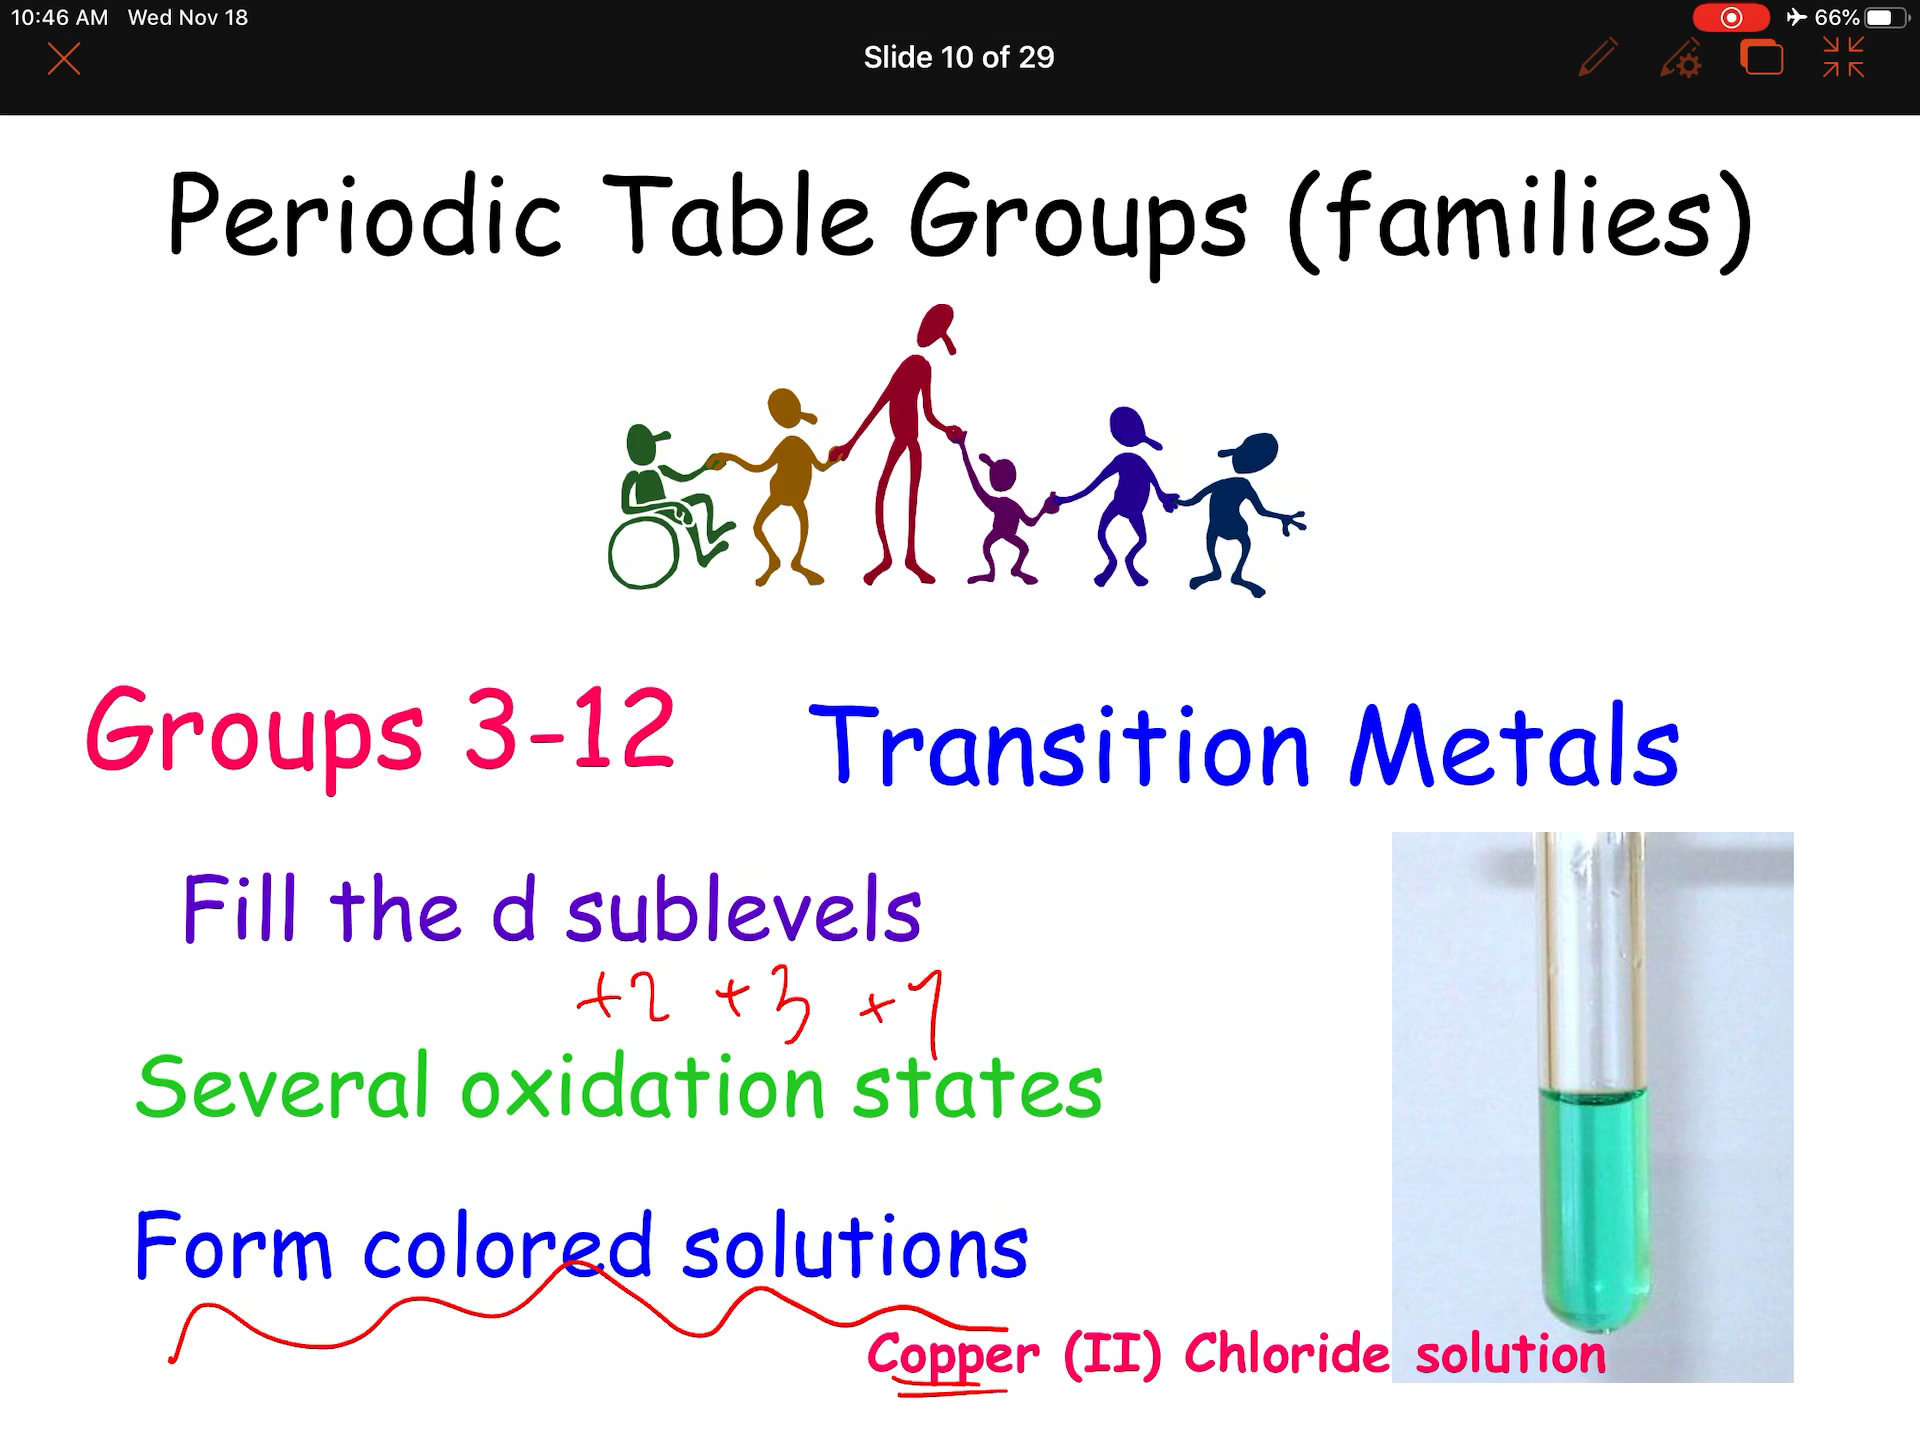 10:46 AM Wed Nov 18
66%
Slide 10 of 29
Periodic Table Groups (families)
Groups 3-12 Transition Metals
Fill the d sublevels
+2 +3 +7
Several oxidation states
Form colored solutions
Copper (II) Chloride solution